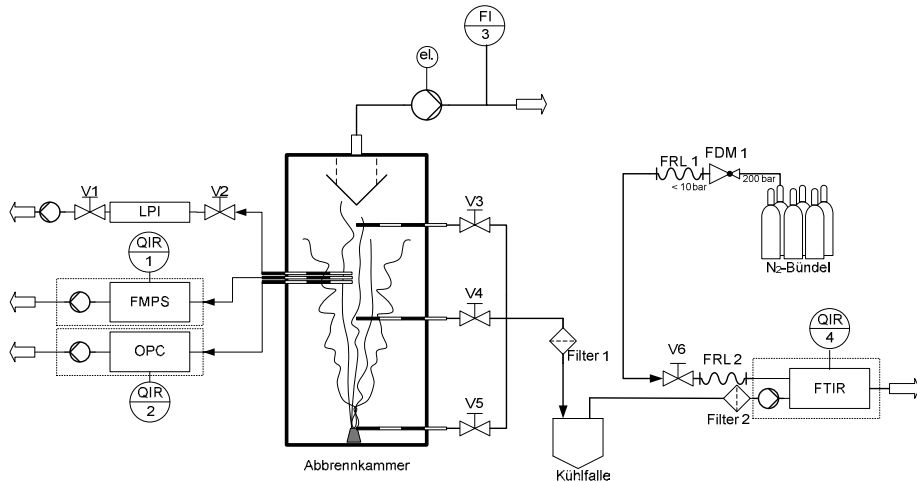 FI
3
el.
FRL 1
FDM 1
< 10 bar
200 bar
N₂-Bündel
V1
V2
V3
LPI
QIR
1
FMPS
V4
Filter 1
QIR
4
OPC
V6
FRL 2
FTIR
QIR
2
V5
Filter 2
Abbrennkammer
Kühlfalle